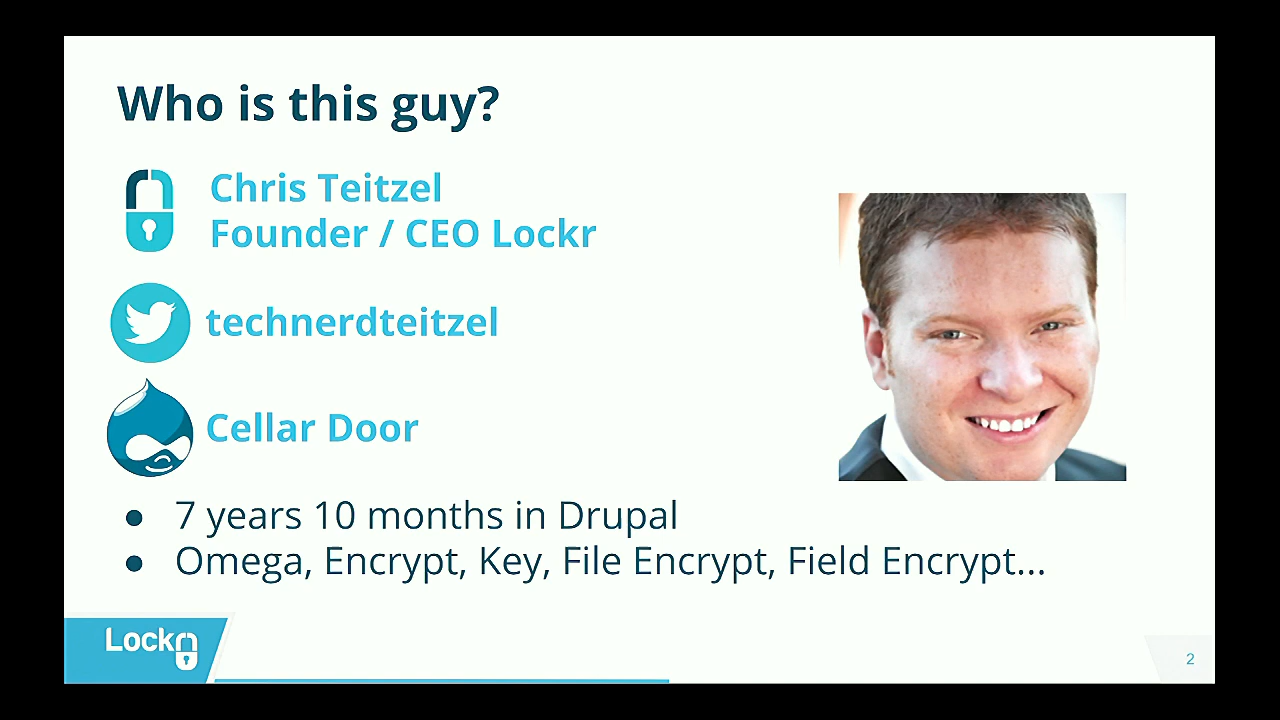 Who is this guy?
Chris Teitzel
Founder / CEO Lockr
technerdteitzel
Cellar Door
● 7 years 10 months in Drupal
● Omega, Encrypt, Key, File Encrypt, Field Encrypt...
Lockr
2